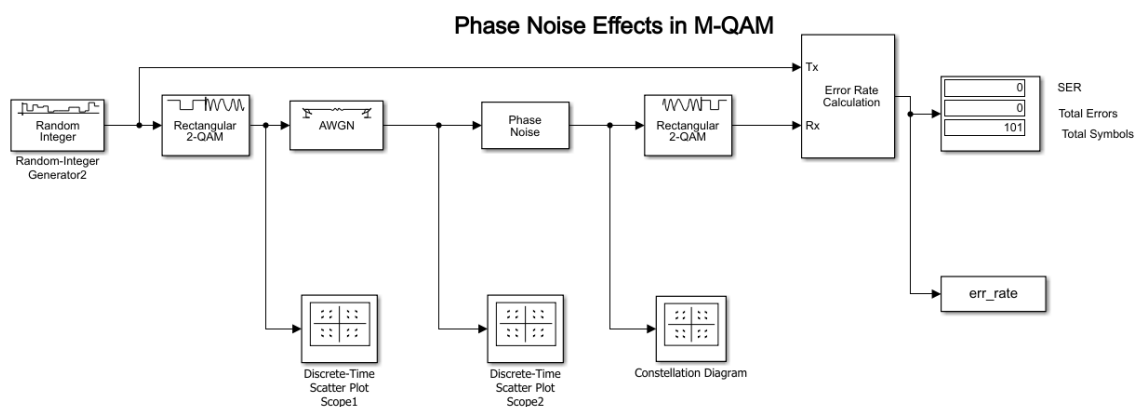 Phase Noise Effects in M-QAM
Random
Integer
Random-Integer
Generator2
Rectangular
2-QAM
AWGN
Phase
Noise
Rectangular
2-QAM
Tx
Rx
Error Rate
Calculation
0
SER
0
Total Errors
101
Total Symbols
err_rate
Discrete-Time
Scatter Plot
Scope1
Discrete-Time
Scatter Plot
Scope2
Constellation Diagram